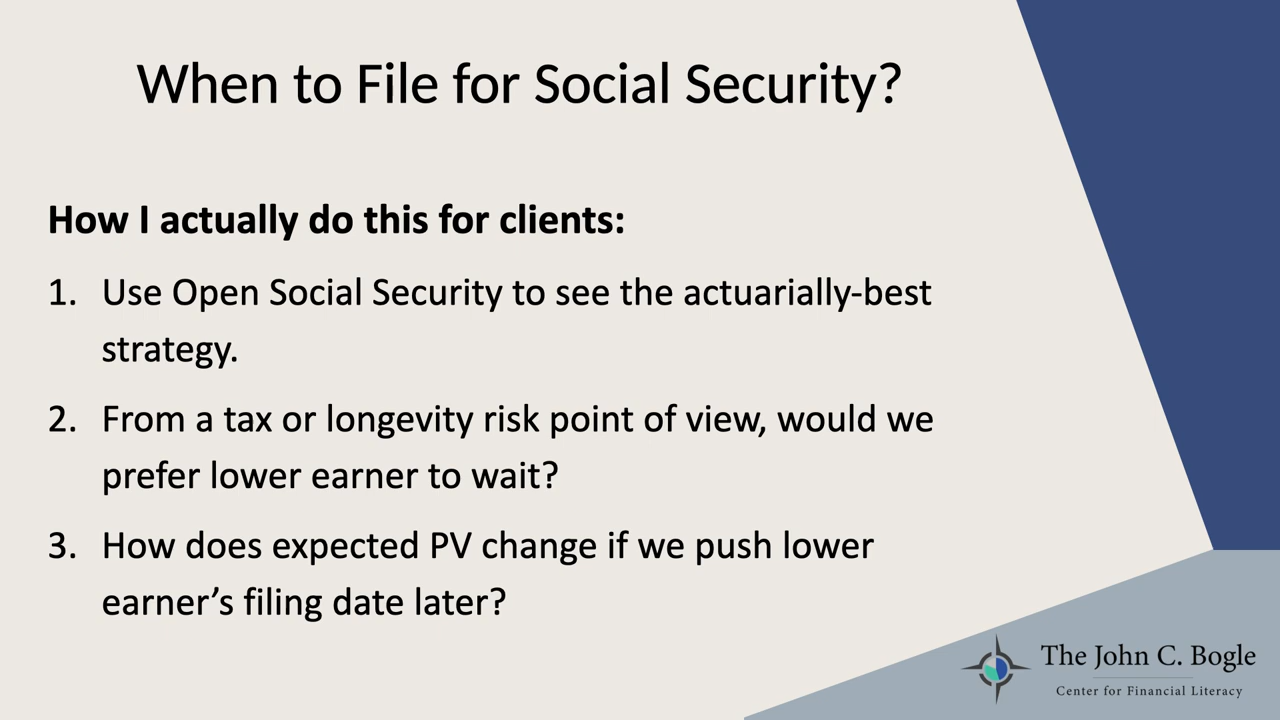 When to File for Social Security?
How I actually do this for clients:
1. Use Open Social Security to see the actuarially-best
strategy.
2. From a tax or longevity risk point of view, would we
prefer lower earner to wait?
3. How does expected PV change if we push lower
earner’s filing date later?
The John C. Bogle
Center for Financial Literacy